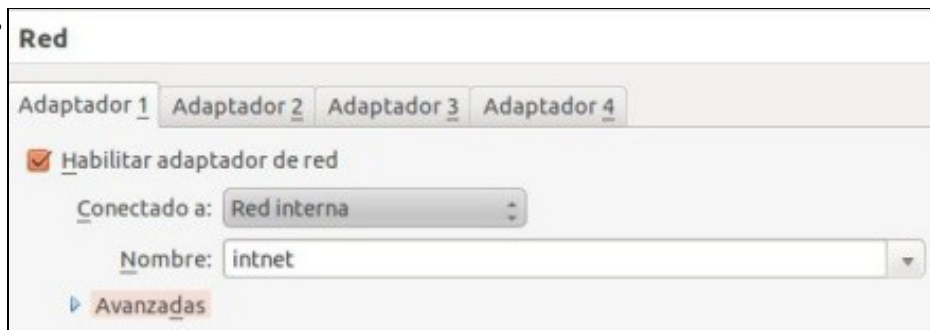 Red
Adaptador 1 Adaptador 2 Adaptador 3 Adaptador 4
Habilitar adaptador de red
Conectado a: Red interna
Nombre: intnet
Avanzadas